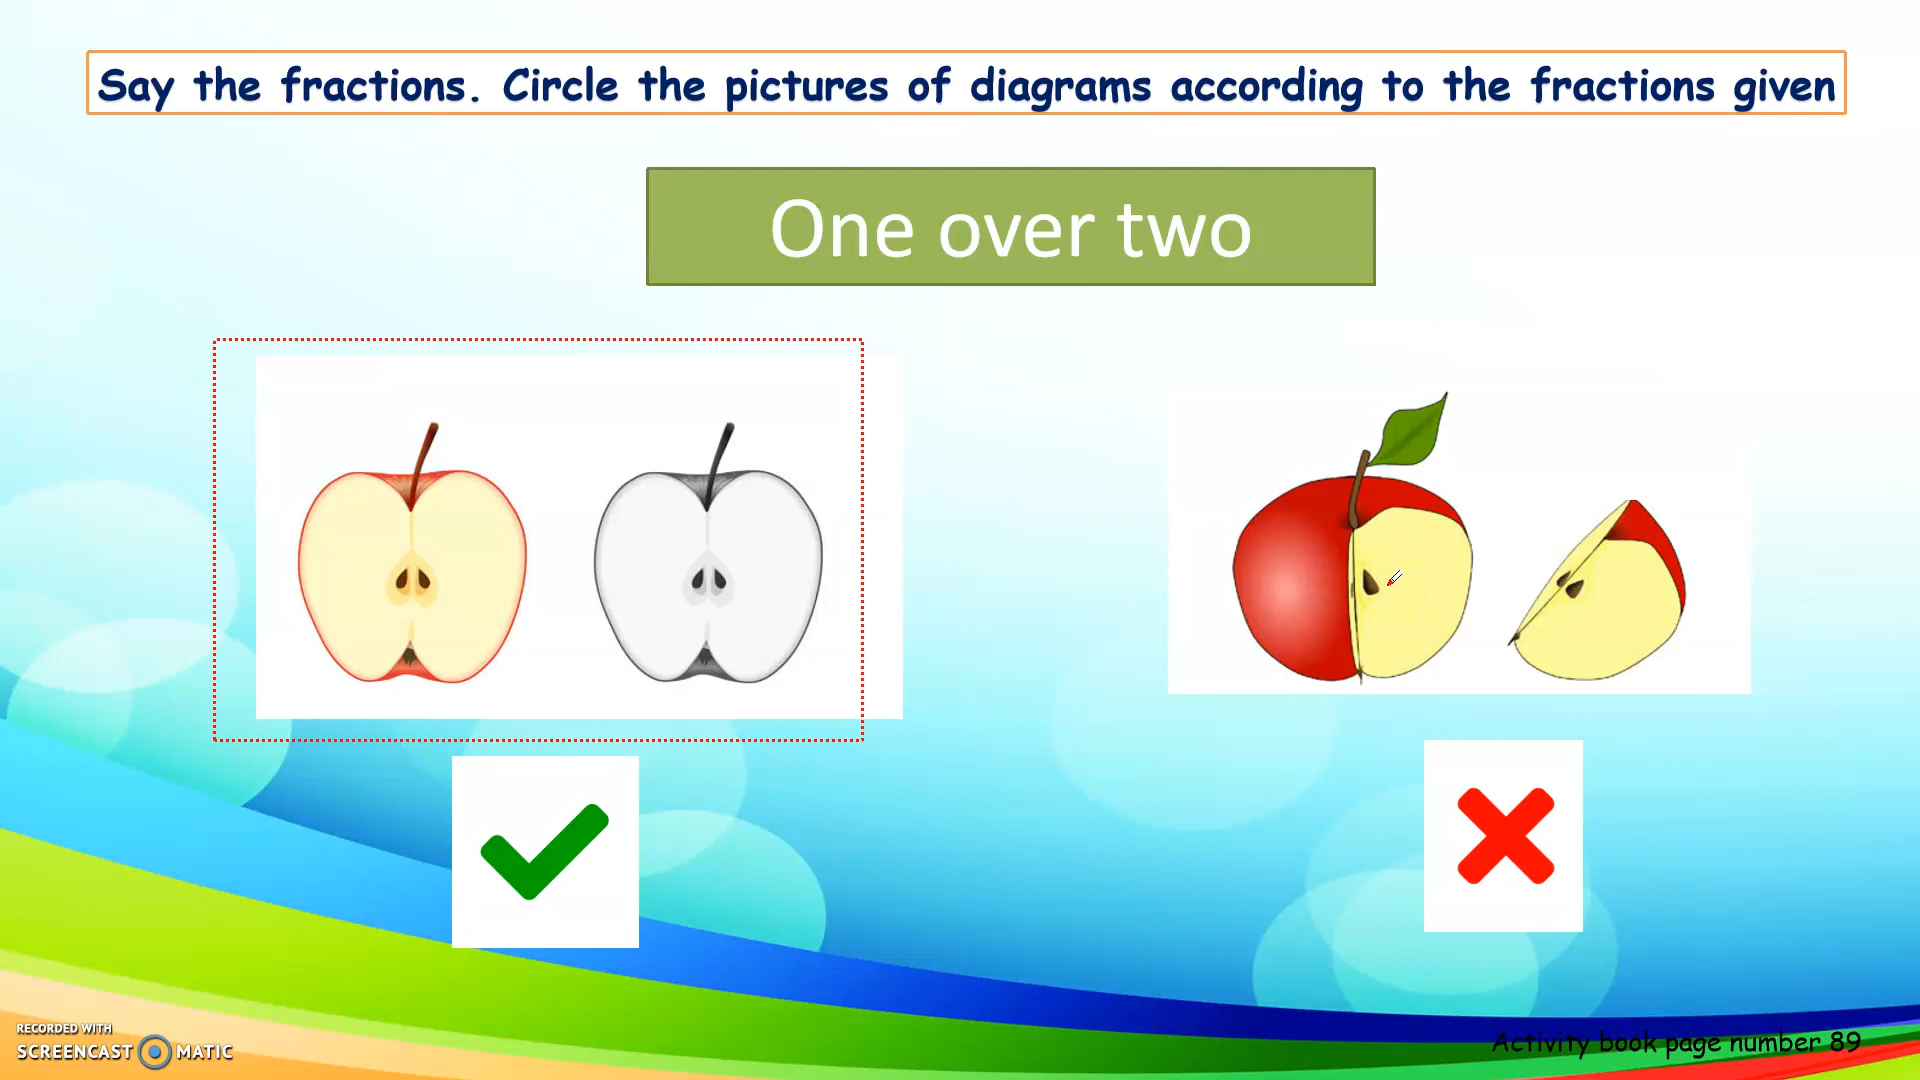 Say the fractions. Circle the pictures of diagrams according to the fractions given
One over two
RECORDED WITH
SCREENCAST MATIC
Activity book page number 89